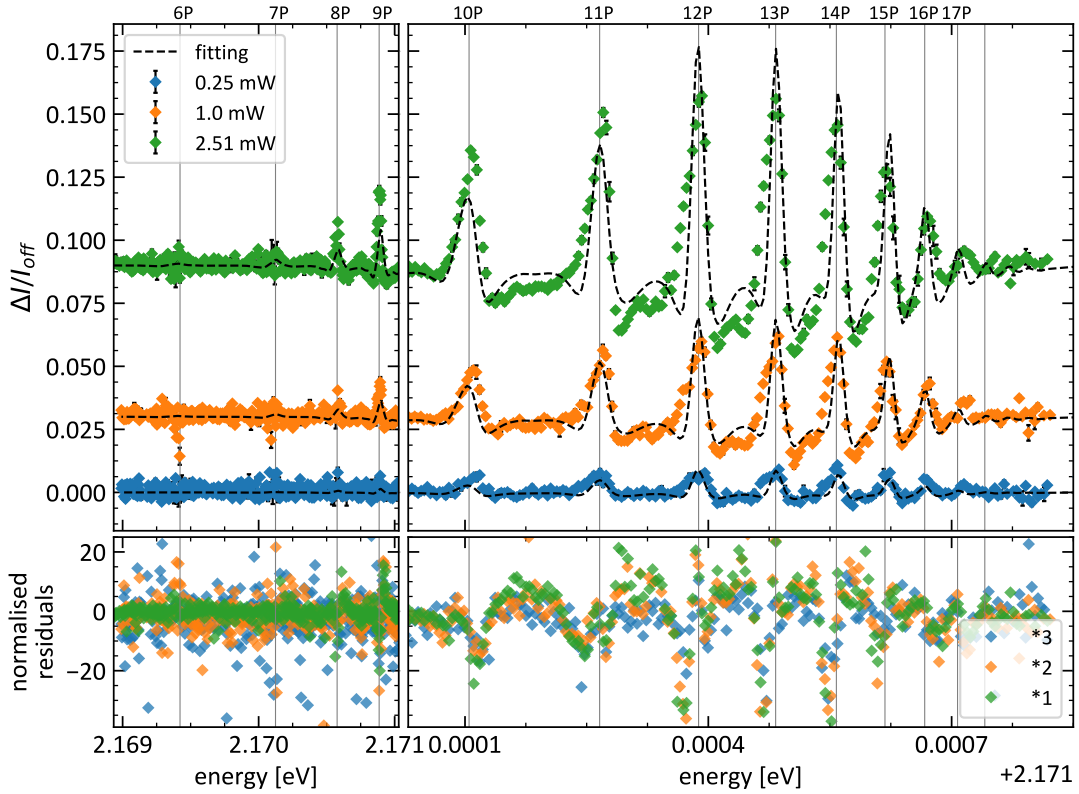 6P 7P 8P 9P 10P 11P 12P 13P 14P 15P 16P 17P
ΔI/I_off
0.175
0.150
0.125
0.100
0.075
0.050
0.025
0.000
fitting
0.25 mW
1.0 mW
2.51 mW
normalised
residuals
20
0
−20
*3
*2
*1
2.169 2.170 2.171 0.0001 0.0004 0.0007
energy [eV] energy [eV] +2.171